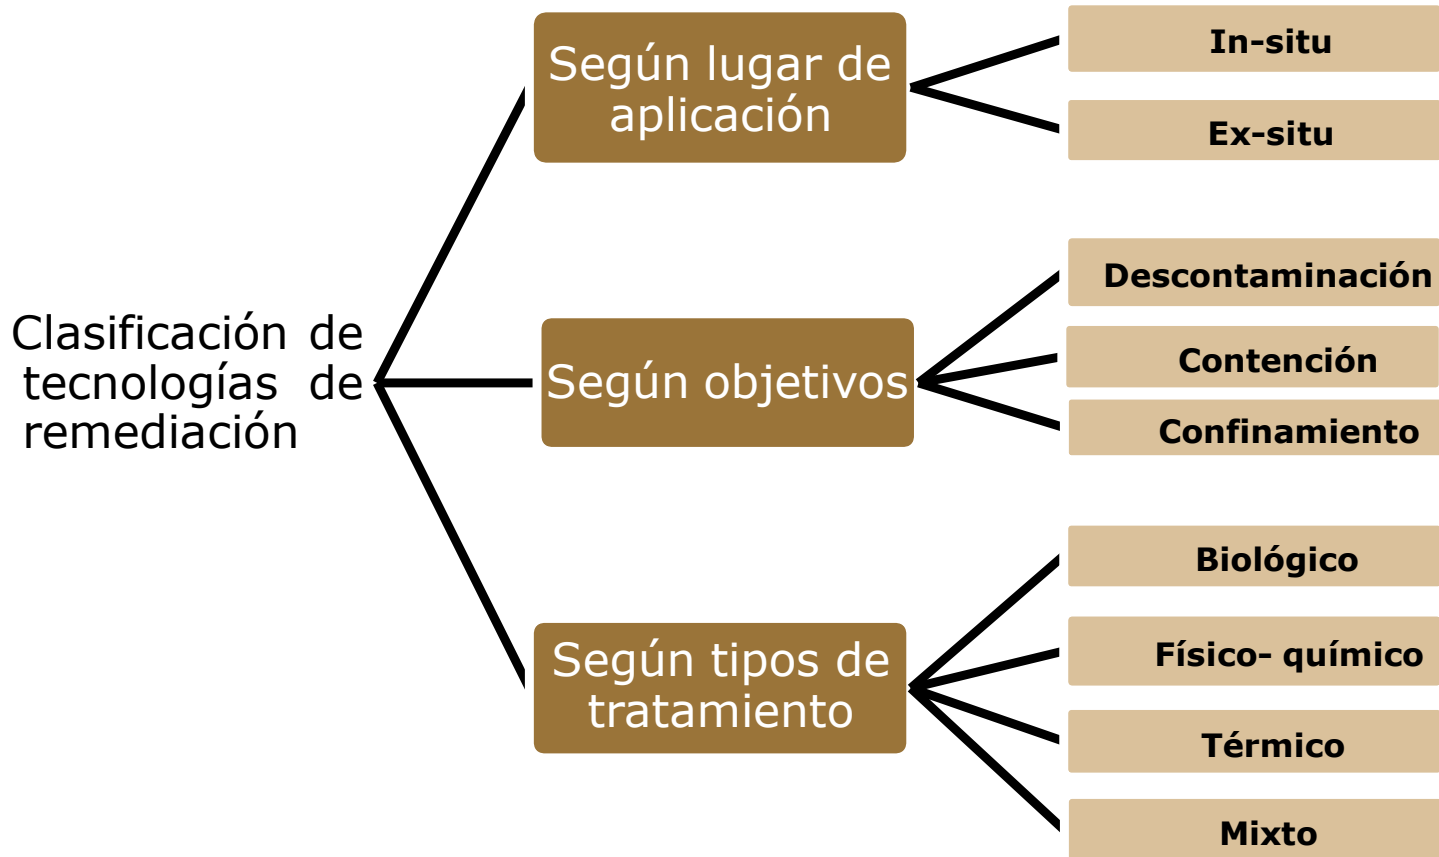 Clasificación de
tecnologías de
remediación
Según lugar de
aplicación
In-situ
Ex-situ
Según objetivos
Descontaminación
Contención
Confinamiento
Según tipos de
tratamiento
Biológico
Físico- químico
Térmico
Mixto